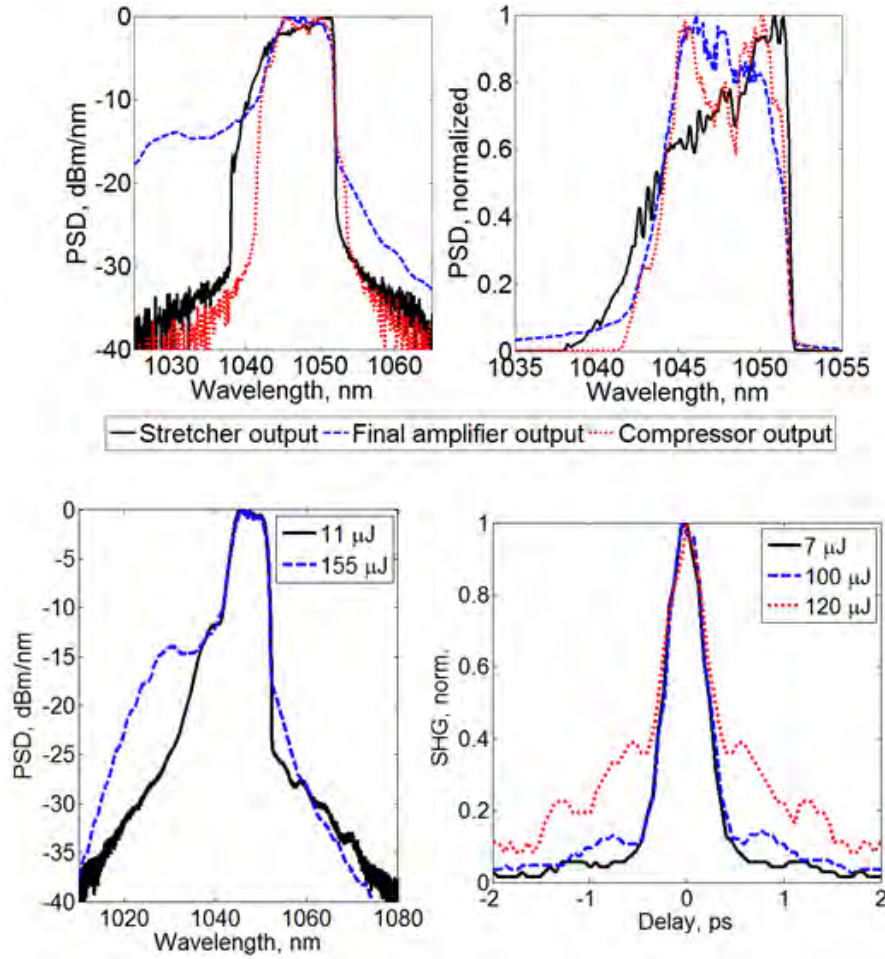 0
-10
-20
-30
-40
PSD, dBm/nm
1030 1040 1050 1060
Wavelength, nm
1
0.8
0.6
0.4
0.2
0
PSD, normalized
1035 1040 1045 1050 1055
Wavelength, nm
Stretcher output Final amplifier output Compressor output
0
-5
-10
-15
-20
-25
-30
-35
-40
PSD, dBm/nm
11 μJ
155 μJ
1020 1040 1060 1080
Wavelength, nm
1
0.8
0.6
0.4
0.2
0
SHG, norm.
7 μJ
100 μJ
120 μJ
-2 -1 0 1 2
Delay, ps